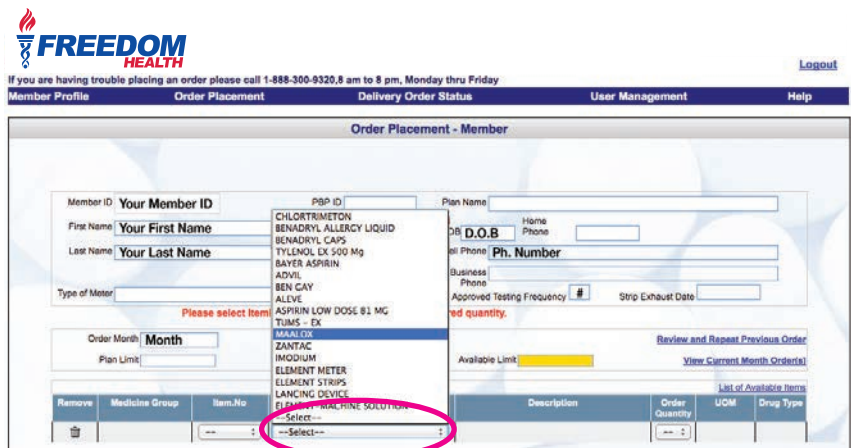 FREEDOM
HEALTH
Logout
If you are having trouble placing an order please call 1-888-300-9320,8 am to 8 pm, Monday thru Friday
Member Profile Order Placement Delivery Order Status User Management Help
Order Placement - Member
Member ID Your Member ID PBP ID Plan Name
CHLORTRIMETON
First Name Your First Name BENADRYL ALLERGY LIQUID D.O.B Home Phone
BENADRYL CAPS
Last Name Your Last Name TYLENOL EX 500 Mg Phone Ph. Number
BAYER ASPIRIN
ADVIL Business Phone
BEN GAY
Type of Meter ALEVE Approved Testing Frequency # Strip Exhaust Date
ASPIRIN LOW DOSE 81 MG
Please select quantity.
TUMS - EX
Order Month Month MAALOX Review and Repeat Previous Order
ZANTAC
Plan Limit IMODIUM Available Limit View Current Month Order(s)
ELEMENT METER
ELEMENT STRIPS
LANCING DEVICE List of Available Items
Remove Medicine Group Item.No ELEMENT MACHINE SOLUTION Description Order Quantity UOM Drug Type
--Select--
-- --Select-- --